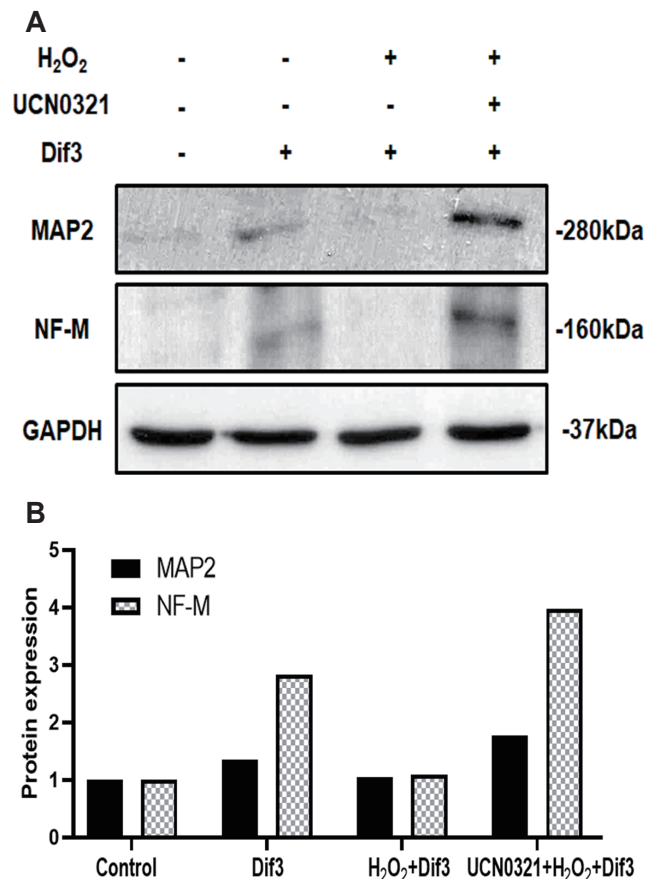 A
H₂O₂ - - + +
UCN0321 - - - +
Dif3 - + + +
MAP2 -280kDa
NF-M -160kDa
GAPDH -37kDa
B
5
4
3
2
1
0
Protein expression
MAP2
NF-M
Control Dif3 H₂O₂+Dif3 UCN0321+H₂O₂+Dif3